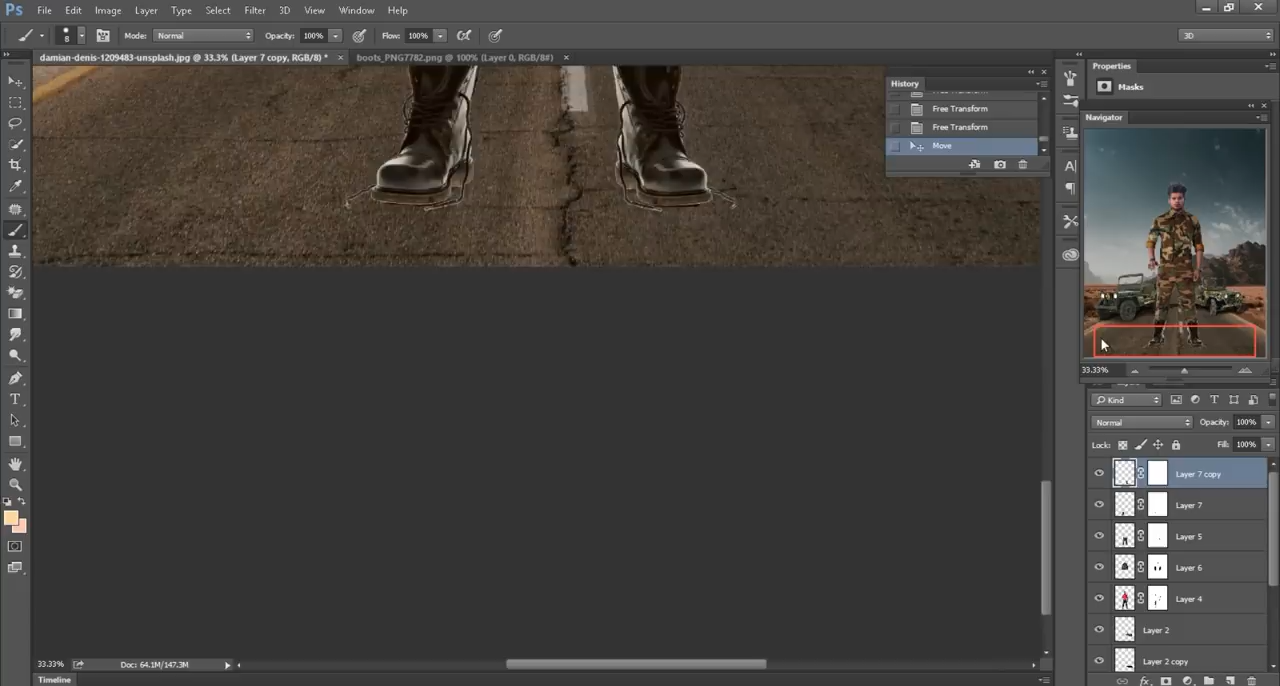 Ps File Edit Image Layer Type Select Filter 3D View Window Help
8 Mode: Normal Opacity: 100% Flow: 100% 3D
damian-denis-1209483-unsplash.jpg @ 33.3% (Layer 7 copy, RGB/8) * × boots_PNG7782.png @ 100% (Layer 0, RGB/8#) ×
Properties
Masks
History
Free Transform
Free Transform
Move
Navigator
33.33%
Kind
Normal Opacity: 100%
Lock: Fill: 100%
Layer 7 copy
Layer 7
Layer 5
Layer 6
Layer 4
Layer 2
Layer 2 copy
33.33% Doc: 64.1M/147.3M
Timeline